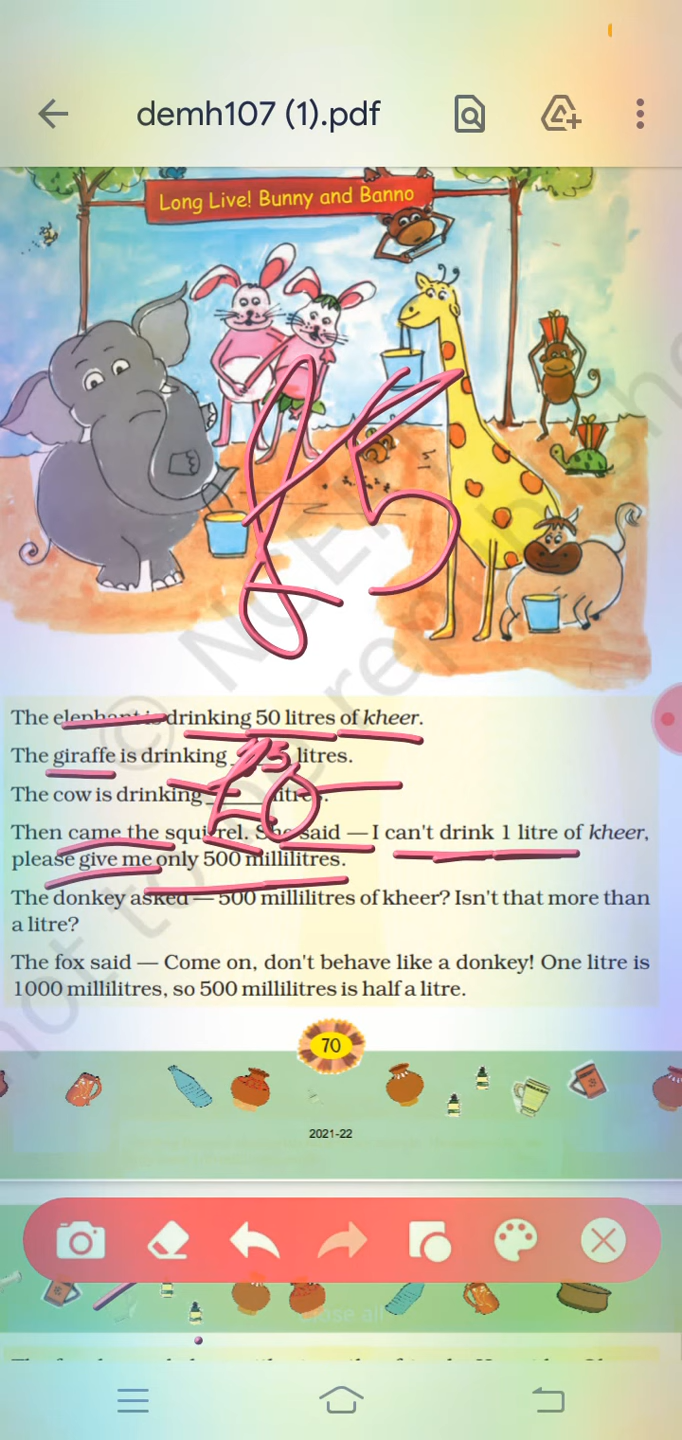 demh107 (1).pdf
Long Live! Bunny and Banno
The elephant is drinking 50 litres of kheer.
The giraffe is drinking 25 litres.
The cow is drinking 20 litres.
Then came the squirrel. She said — I can't drink 1 litre of kheer,
please give me only 500 millilitres.
The donkey asked — 500 millilitres of kheer? Isn't that more than
a litre?
The fox said — Come on, don't behave like a donkey! One litre is
1000 millilitres, so 500 millilitres is half a litre.
70
2021-22
close all